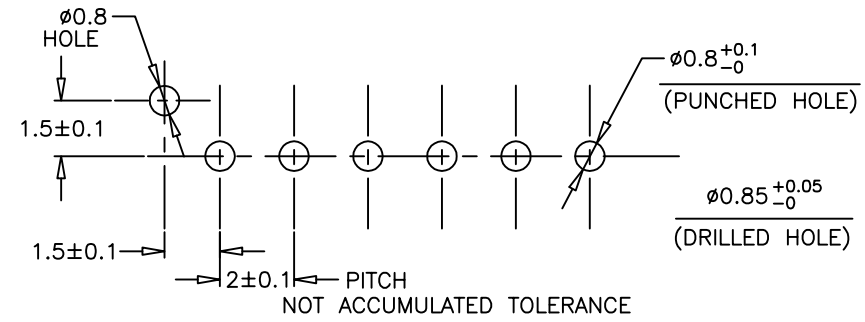 ø0.8
HOLE
ø0.8 +0.1 -0
(PUNCHED HOLE)
1.5±0.1
ø0.85 +0.05 -0
(DRILLED HOLE)
1.5±0.1
2±0.1 PITCH
NOT ACCUMULATED TOLERANCE